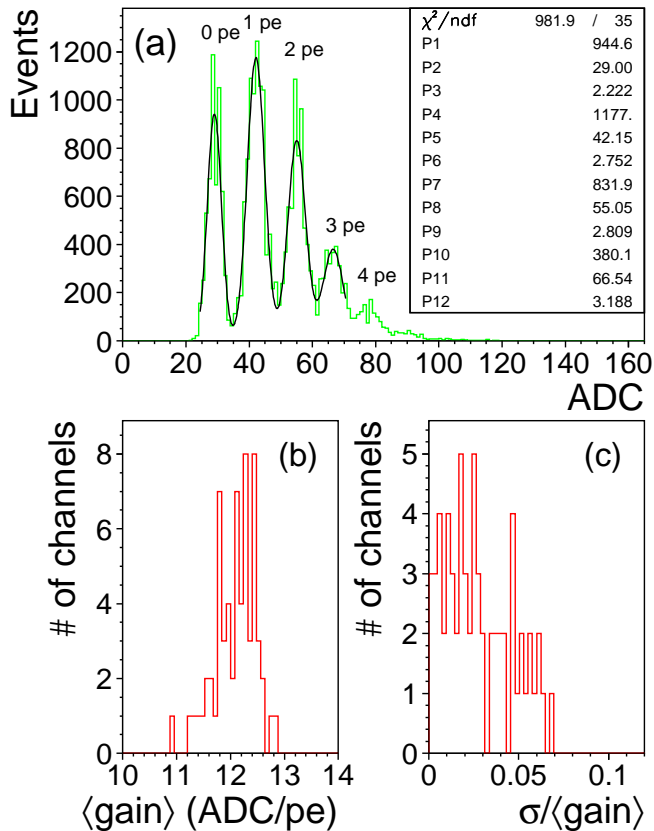 (a)
0 pe
1 pe
2 pe
3 pe
4 pe
Events
0
200
400
600
800
1000
1200
0 20 40 60 80 100 120 140 160
ADC
χ²/ndf 981.9 / 35
P1 944.6
P2 29.00
P3 2.222
P4 1177.
P5 42.15
P6 2.752
P7 831.9
P8 55.05
P9 2.809
P10 380.1
P11 66.54
P12 3.188
(b)
# of channels
0
2
4
6
8
10 11 12 13 14
⟨gain⟩ (ADC/pe)
(c)
# of channels
0
1
2
3
4
5
0 0.05 0.1
σ/⟨gain⟩